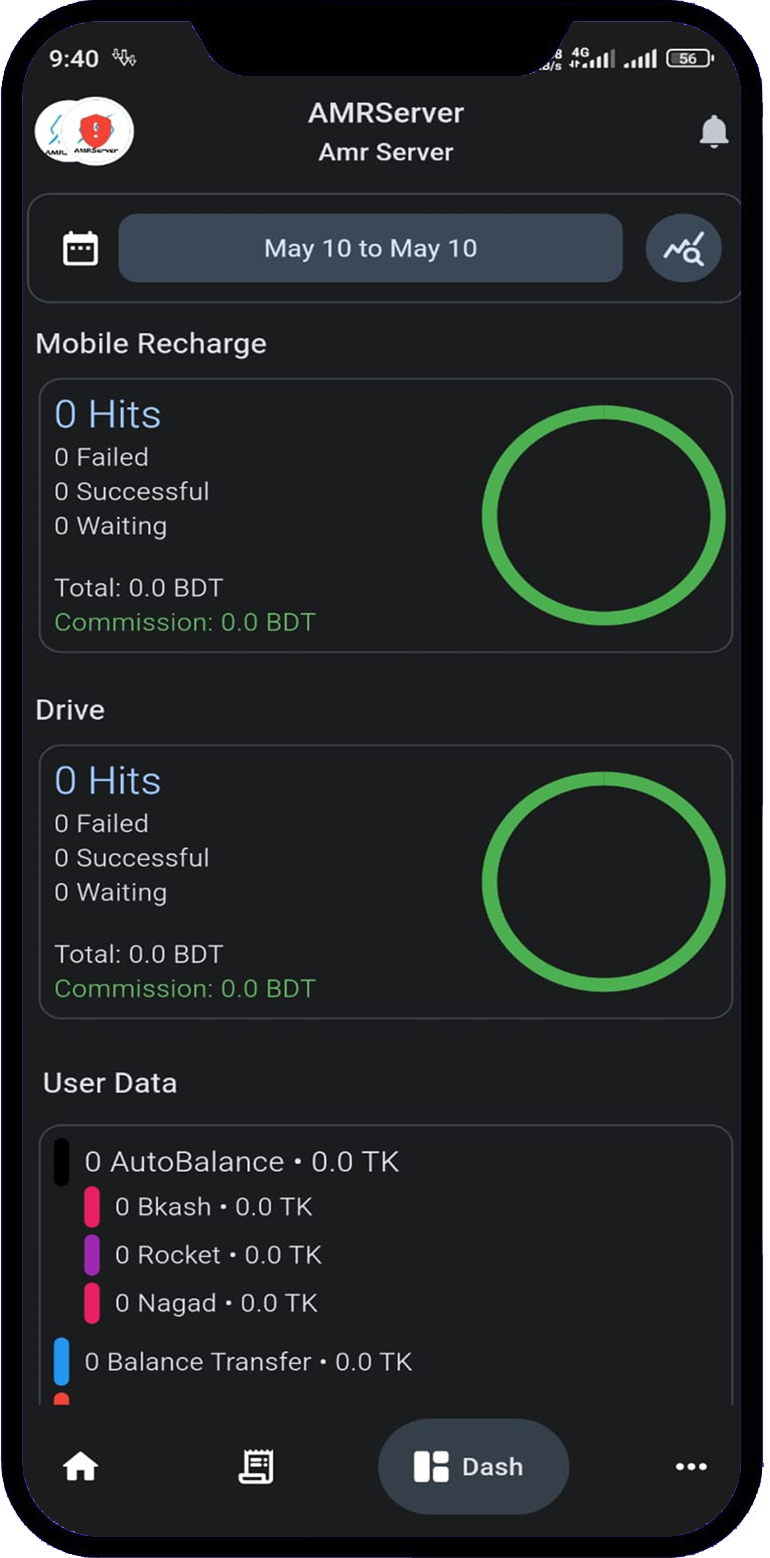 9:40
4G
56
AMRServer
Amr Server
AMRServer
May 10 to May 10
Mobile Recharge
0 Hits
0 Failed
0 Successful
0 Waiting
Total: 0.0 BDT
Commission: 0.0 BDT
Drive
0 Hits
0 Failed
0 Successful
0 Waiting
Total: 0.0 BDT
Commission: 0.0 BDT
User Data
0 AutoBalance • 0.0 TK
0 Bkash • 0.0 TK
0 Rocket • 0.0 TK
0 Nagad • 0.0 TK
0 Balance Transfer • 0.0 TK
Dash